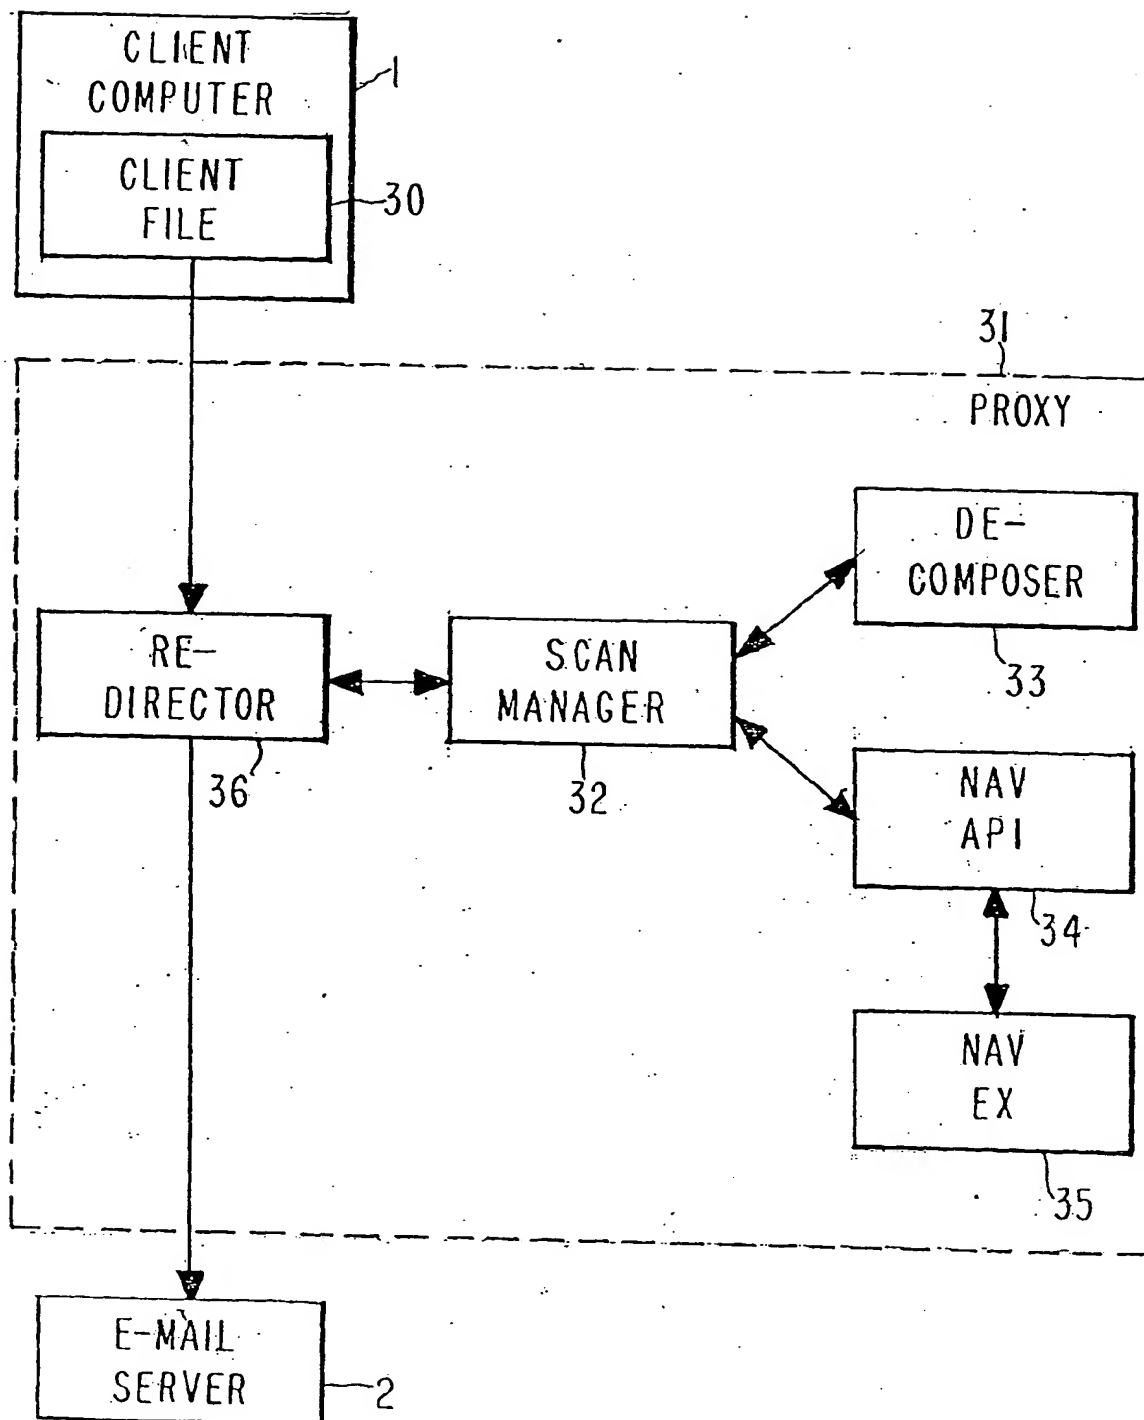 CLIENT
COMPUTER
1
CLIENT
FILE
30
31
PROXY
DE-
COMPOSER
33
RE-
DIRECTOR
36
SCAN
MANAGER
32
NAV
API
34
NAV
EX
35
E-MAIL
SERVER
2